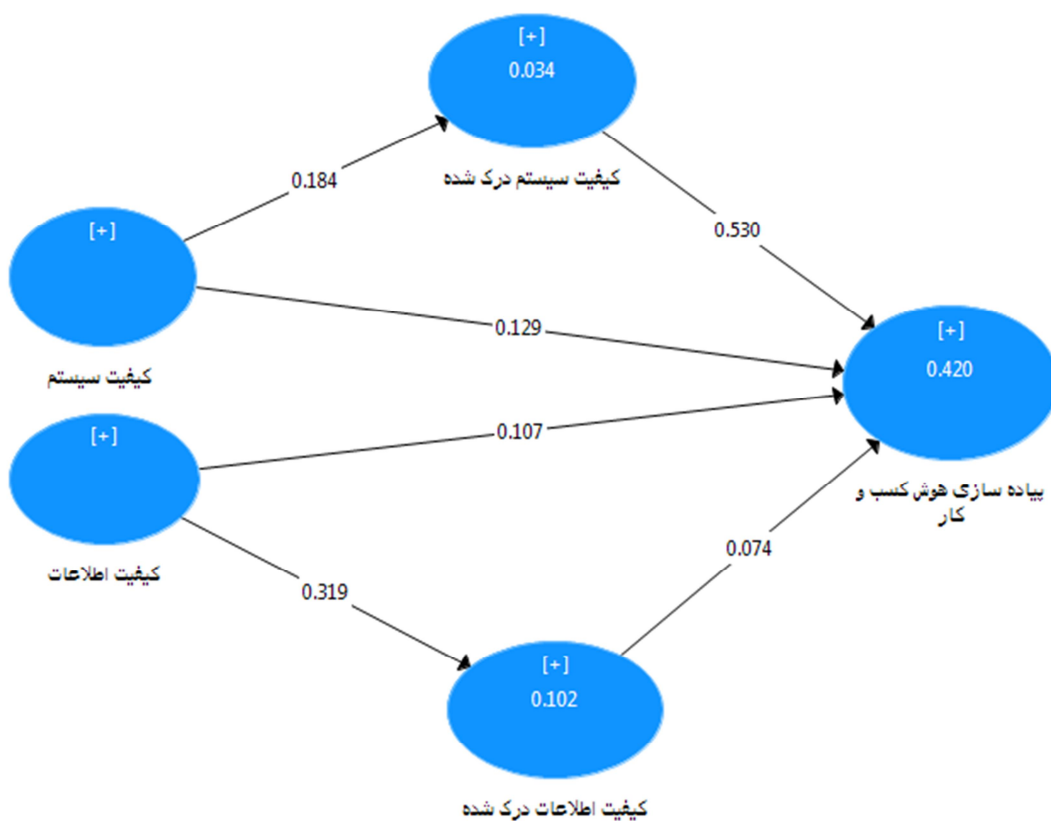 [+]
0.034
کیفیت سیستم درک شده
0.184
0.530
[+]
کیفیت سیستم
0.129
[+]
0.420
پیاده سازی هوش کسب و
کار
[+]
کیفیت اطلاعات
0.107
0.319
0.074
[+]
0.102
کیفیت اطلاعات درک شده